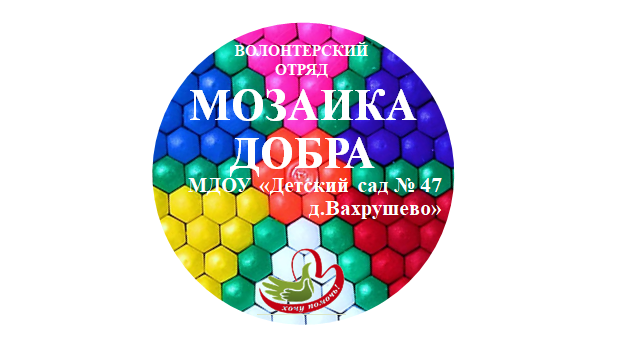 ВОЛОНТЕРСКИЙ
ОТРЯД
МОЗАИКА
ДОБРА
МДОУ «Детский сад № 47
д.Вахрушево»
хочу помочь!